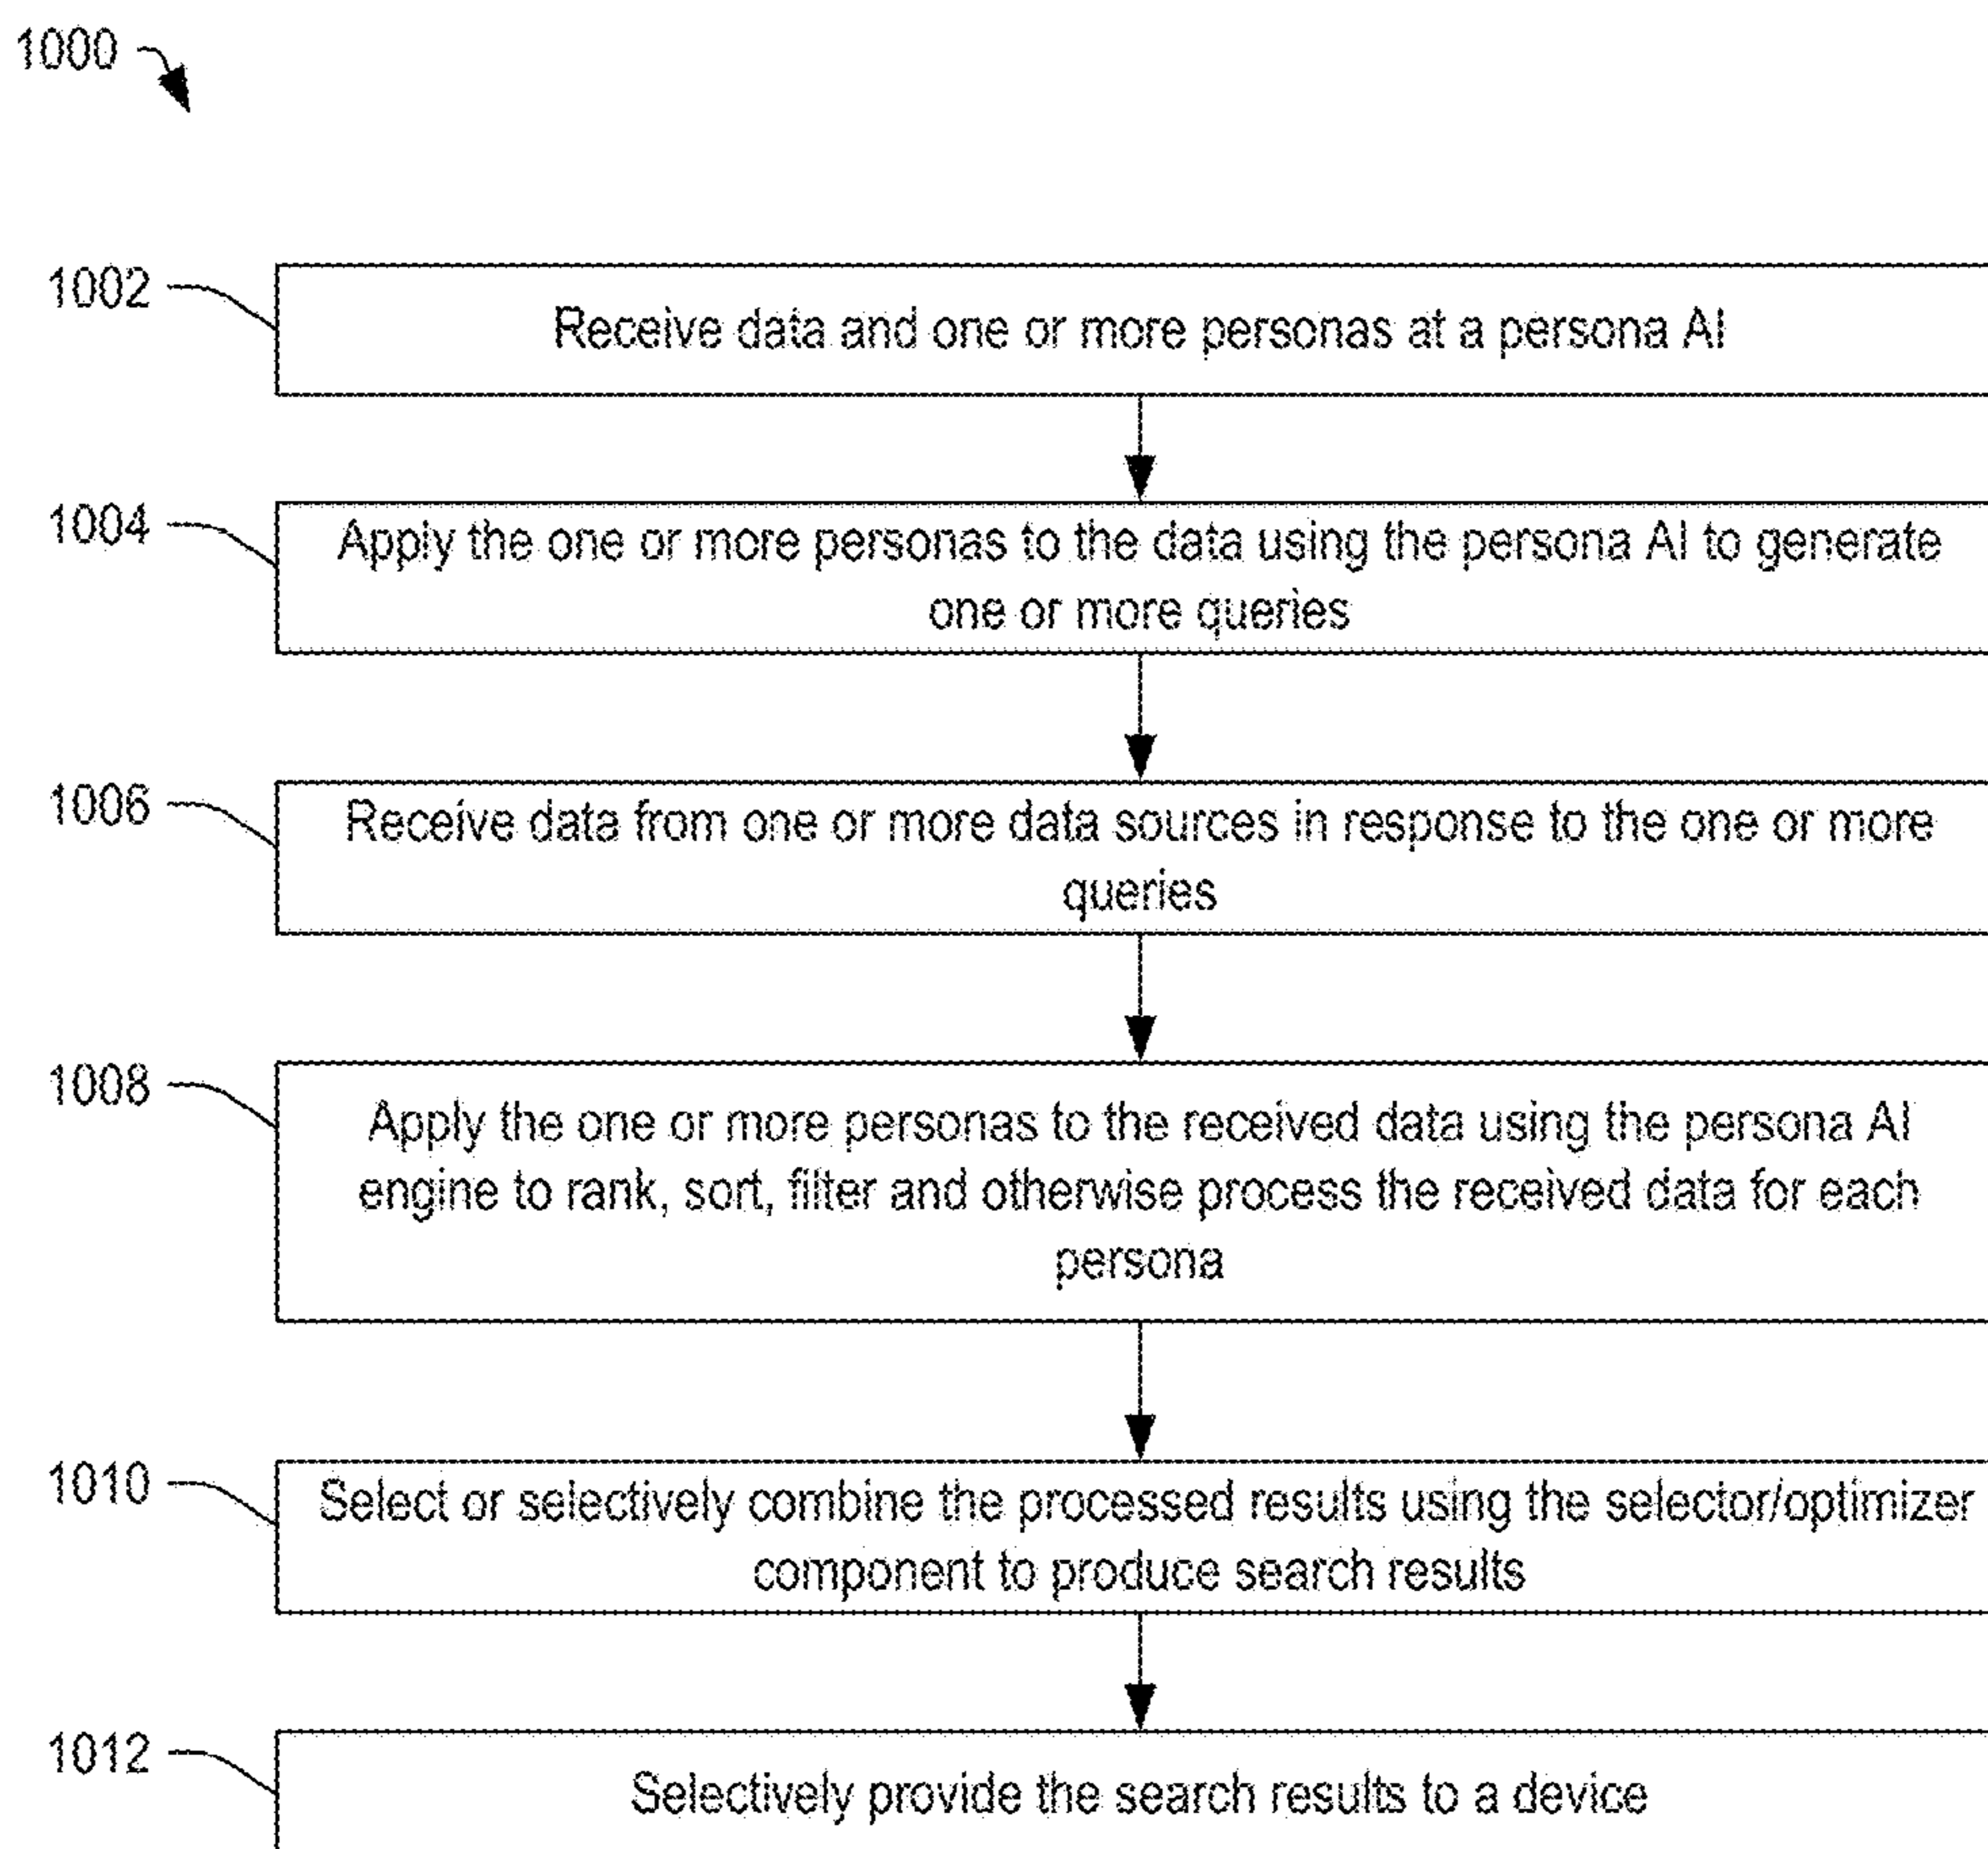 1000
1002
Receive data and one or more personas at a persona AI
1004
Apply the one or more personas to the data using the persona AI to generate
one or more queries
1006
Receive data from one or more data sources in response to the one or more
queries
1008
Apply the one or more personas to the received data using the persona AI
engine to rank, sort, filter and otherwise process the received data for each
persona
1010
Select or selectively combine the processed results using the selector/optimizer
component to produce search results
1012
Selectively provide the search results to a device